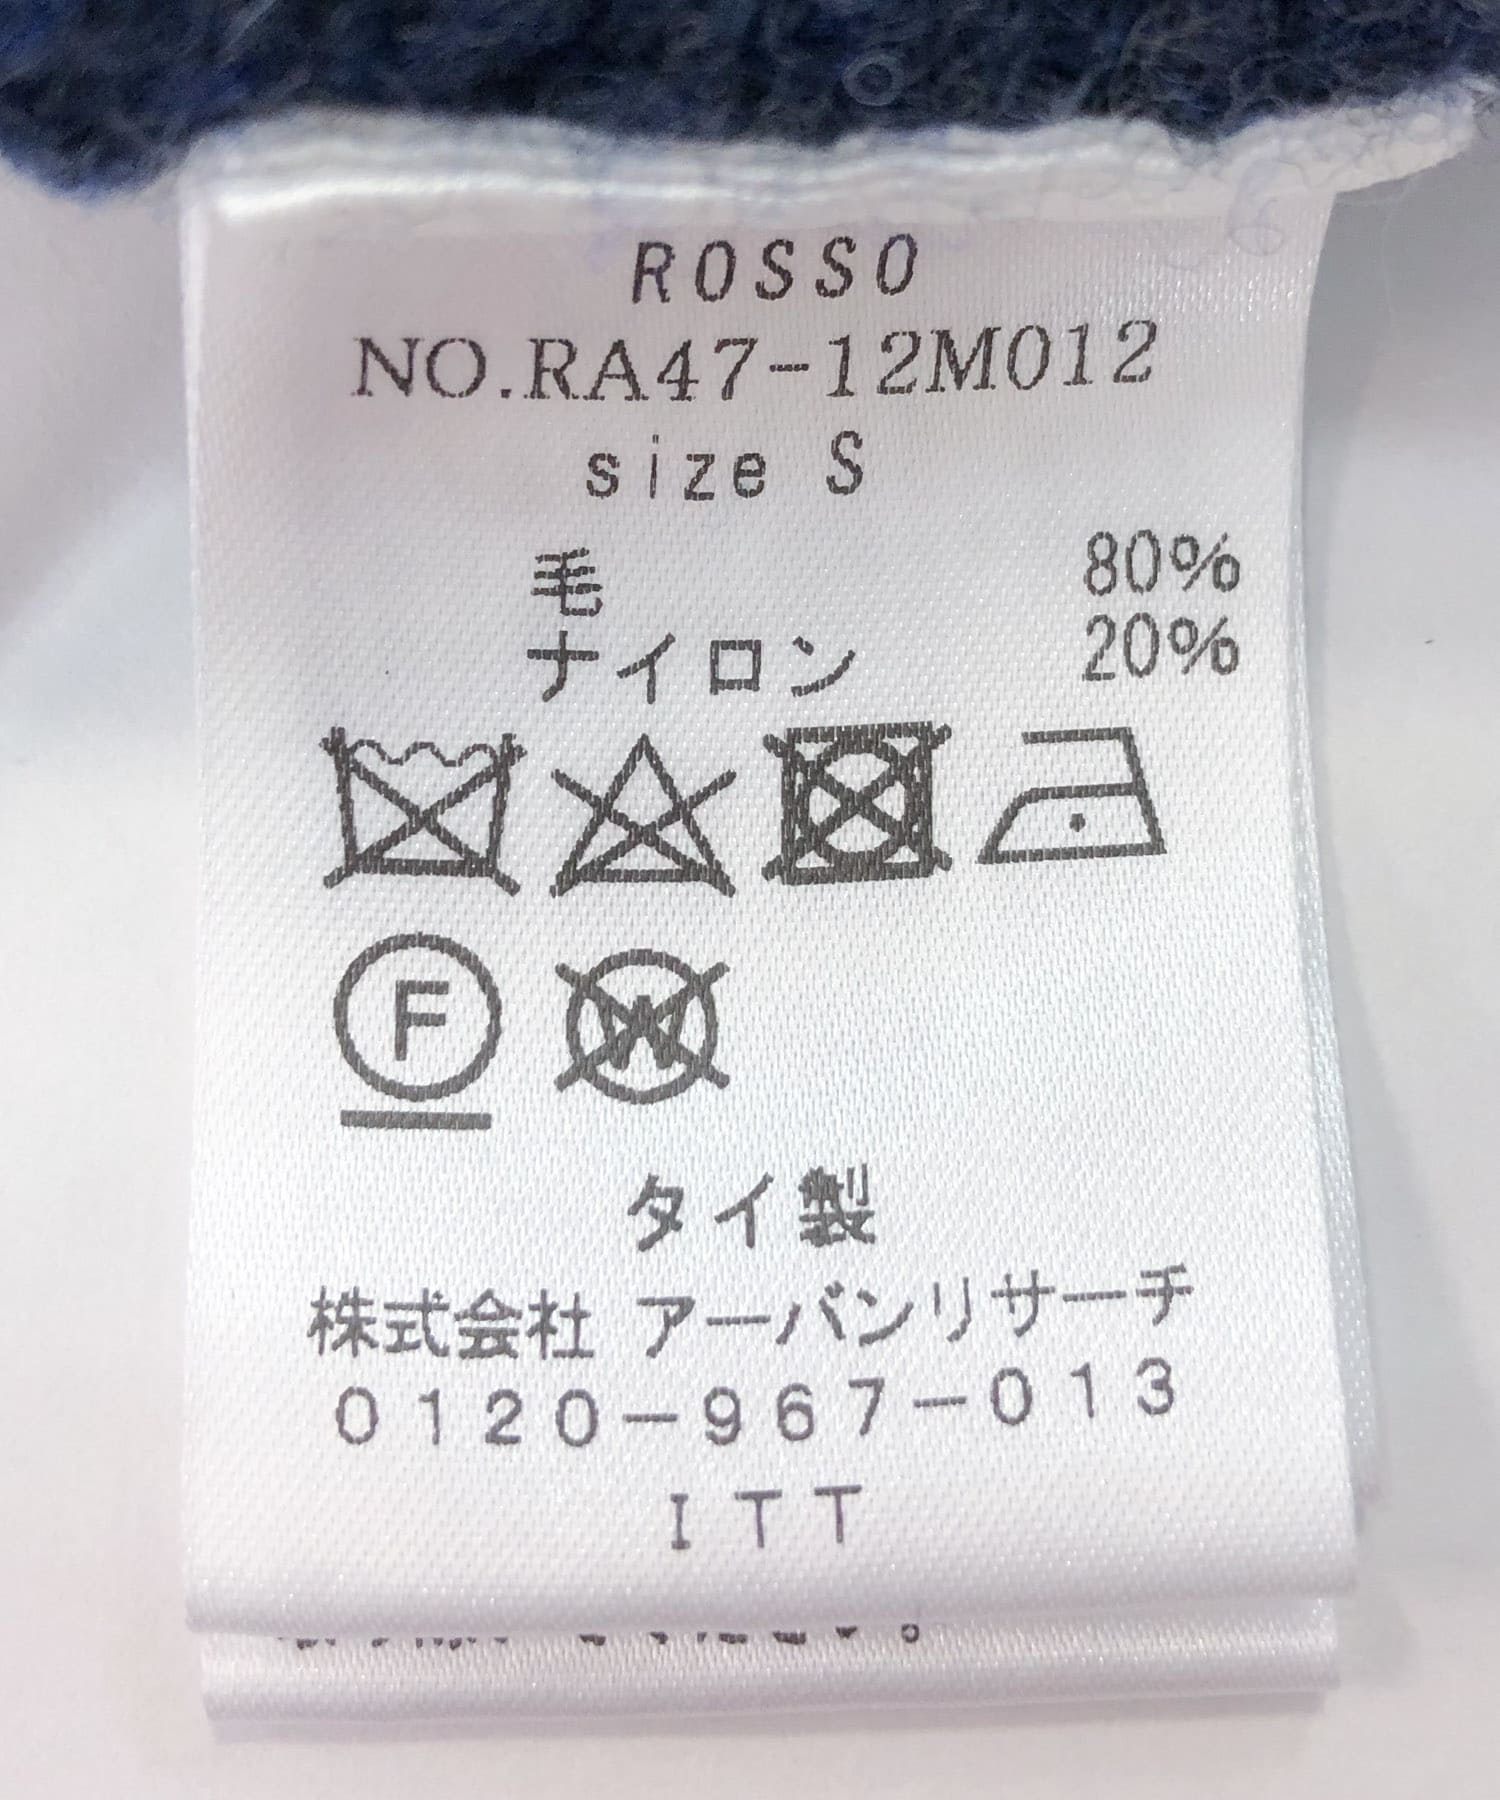 ROSSO
NO.RA47-12M012
size S
毛 80%
ナイロン 20%
F
W
タイ製
株式会社 アーバンリサーチ
0120-967-013
ITT